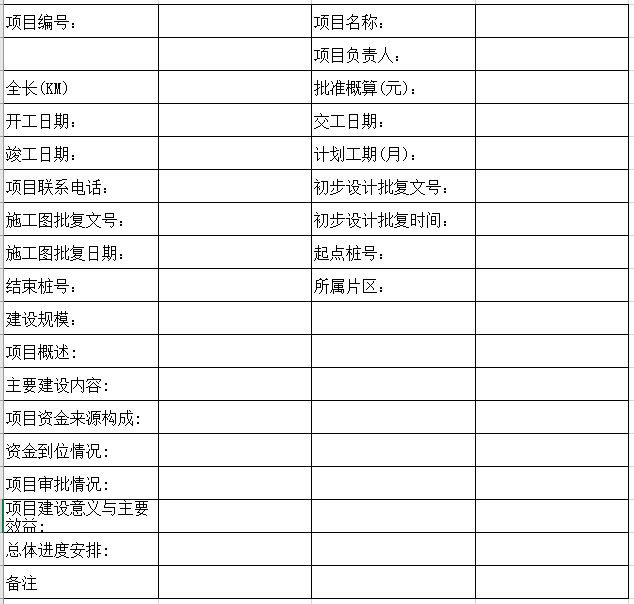 项目编号：
项目名称：
项目负责人：
全长(KM)
批准概算(元)：
开工日期：
交工日期：
竣工日期：
计划工期(月)：
项目联系电话：
初步设计批复文号：
施工图批复文号：
初步设计批复时间：
施工图批复日期：
起点桩号：
结束桩号：
所属片区：
建设规模：
项目概述:
主要建设内容:
项目资金来源构成:
资金到位情况:
项目审批情况:
项目建设意义与主要
效益:
总体进度安排:
备注